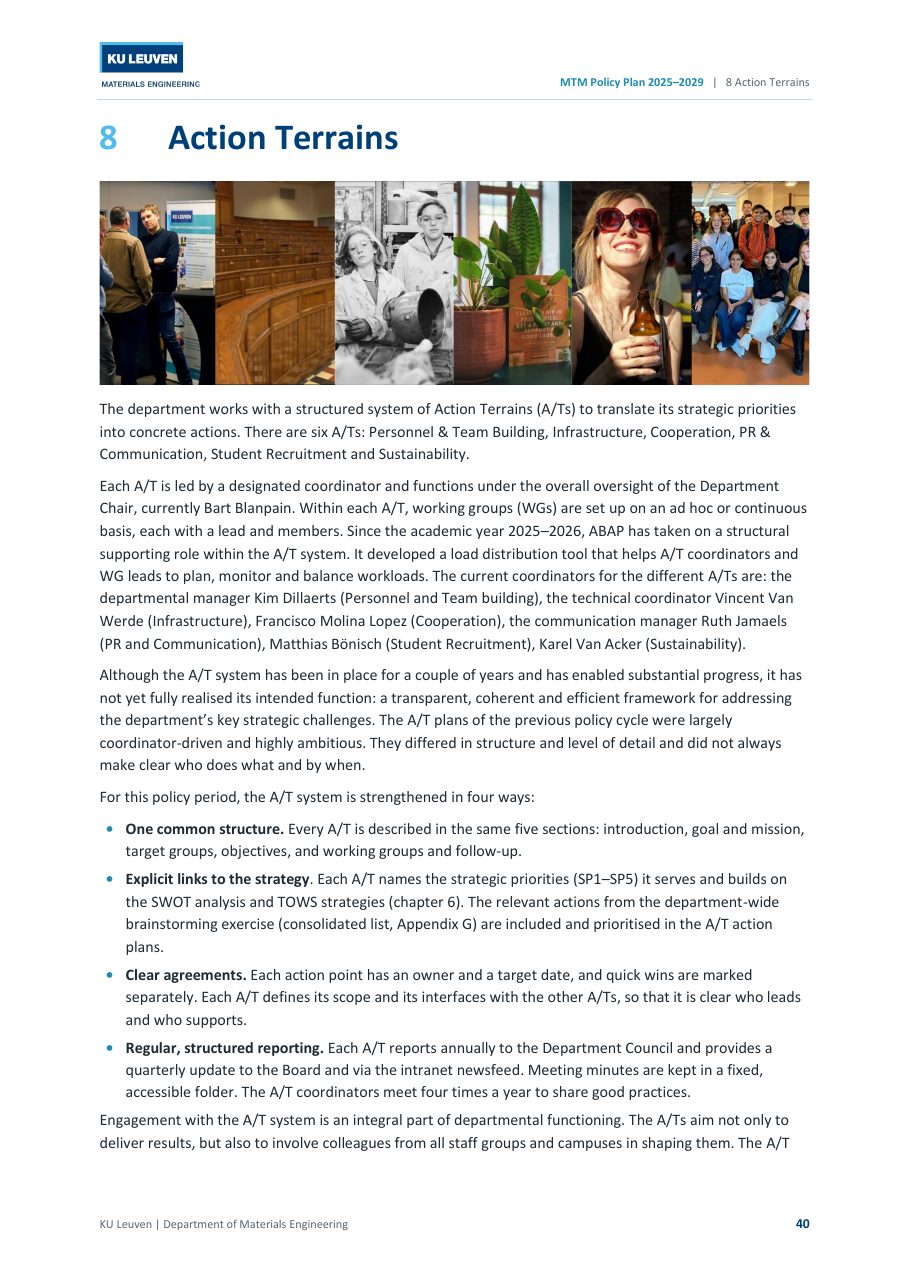 KU LEUVEN
MATERIALS ENGINEERING
MTM Policy Plan 2025–2029 | 8 Action Terrains
8 Action Terrains
KU LEUVEN
The department works with a structured system of Action Terrains (A/Ts) to translate its strategic priorities
into concrete actions. There are six A/Ts: Personnel & Team Building, Infrastructure, Cooperation, PR &
Communication, Student Recruitment and Sustainability.
Each A/T is led by a designated coordinator and functions under the overall oversight of the Department
Chair, currently Bart Blanpain. Within each A/T, working groups (WGs) are set up on an ad hoc or continuous
basis, each with a lead and members. Since the academic year 2025–2026, ABAP has taken on a structural
supporting role within the A/T system. It developed a load distribution tool that helps A/T coordinators and
WG leads to plan, monitor and balance workloads. The current coordinators for the different A/Ts are: the
departmental manager Kim Dillaerts (Personnel and Team building), the technical coordinator Vincent Van
Werde (Infrastructure), Francisco Molina Lopez (Cooperation), the communication manager Ruth Jamaels
(PR and Communication), Matthias Bönisch (Student Recruitment), Karel Van Acker (Sustainability).
Although the A/T system has been in place for a couple of years and has enabled substantial progress, it has
not yet fully realised its intended function: a transparent, coherent and efficient framework for addressing
the department’s key strategic challenges. The A/T plans of the previous policy cycle were largely
coordinator-driven and highly ambitious. They differed in structure and level of detail and did not always
make clear who does what and by when.
For this policy period, the A/T system is strengthened in four ways:
• One common structure. Every A/T is described in the same five sections: introduction, goal and mission,
target groups, objectives, and working groups and follow-up.
• Explicit links to the strategy. Each A/T names the strategic priorities (SP1–SP5) it serves and builds on
the SWOT analysis and TOWS strategies (chapter 6). The relevant actions from the department-wide
brainstorming exercise (consolidated list, Appendix G) are included and prioritised in the A/T action
plans.
• Clear agreements. Each action point has an owner and a target date, and quick wins are marked
separately. Each A/T defines its scope and its interfaces with the other A/Ts, so that it is clear who leads
and who supports.
• Regular, structured reporting. Each A/T reports annually to the Department Council and provides a
quarterly update to the Board and via the intranet newsfeed. Meeting minutes are kept in a fixed,
accessible folder. The A/T coordinators meet four times a year to share good practices.
Engagement with the A/T system is an integral part of departmental functioning. The A/Ts aim not only to
deliver results, but also to involve colleagues from all staff groups and campuses in shaping them. The A/T
KU Leuven | Department of Materials Engineering
40